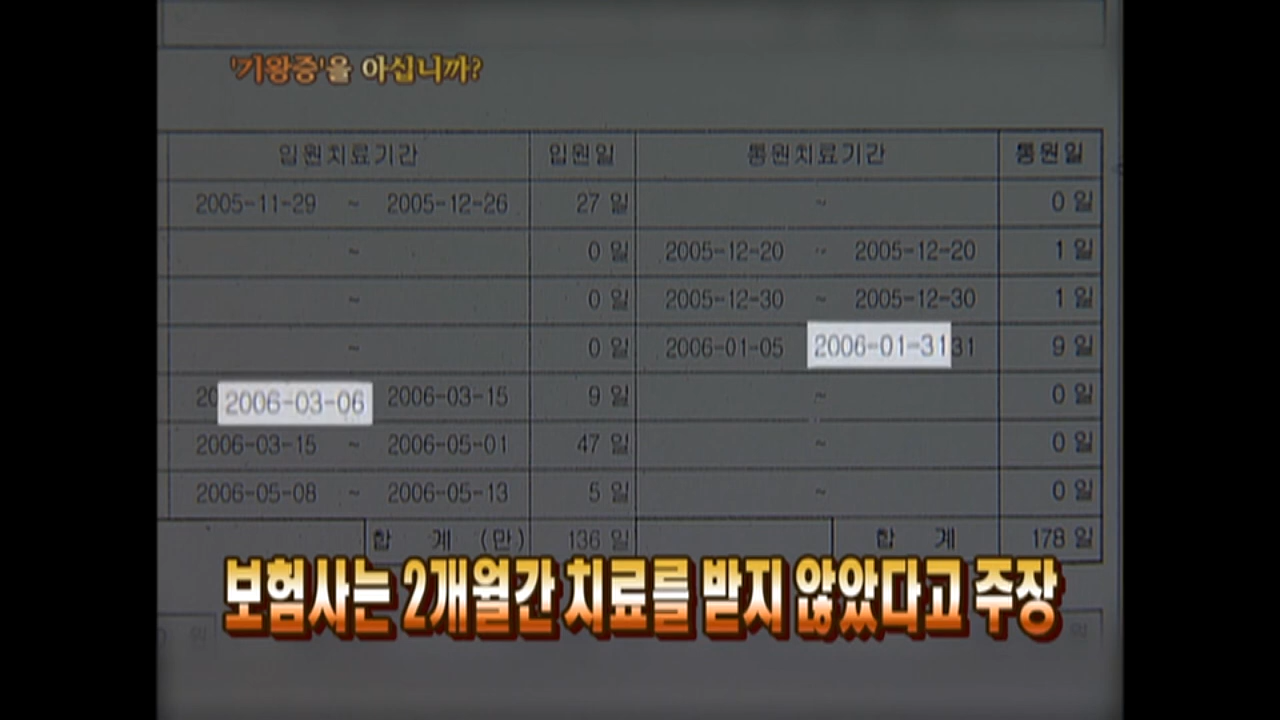 '기왕증'을 아십니까?
입원치료기간 입원일 통원치료기간 통원일
2005-11-29 ~ 2005-12-26 27 일 ~ 0 일
~ 0 일 2005-12-20 ~ 2005-12-20 1 일
~ 0 일 2005-12-30 ~ 2005-12-30 1 일
~ 0 일 2006-01-05 2006-01-31 31 9 일
20 2006-03-06 2006-03-15 9 일 ~ 0 일
2006-03-15 ~ 2006-05-01 47 일 ~ 0 일
2006-05-08 ~ 2006-05-13 5 일 ~ 0 일
합 계 (만) 136 일 합 계 178 일
보험사는 2개월간 치료를 받지 않았다고 주장